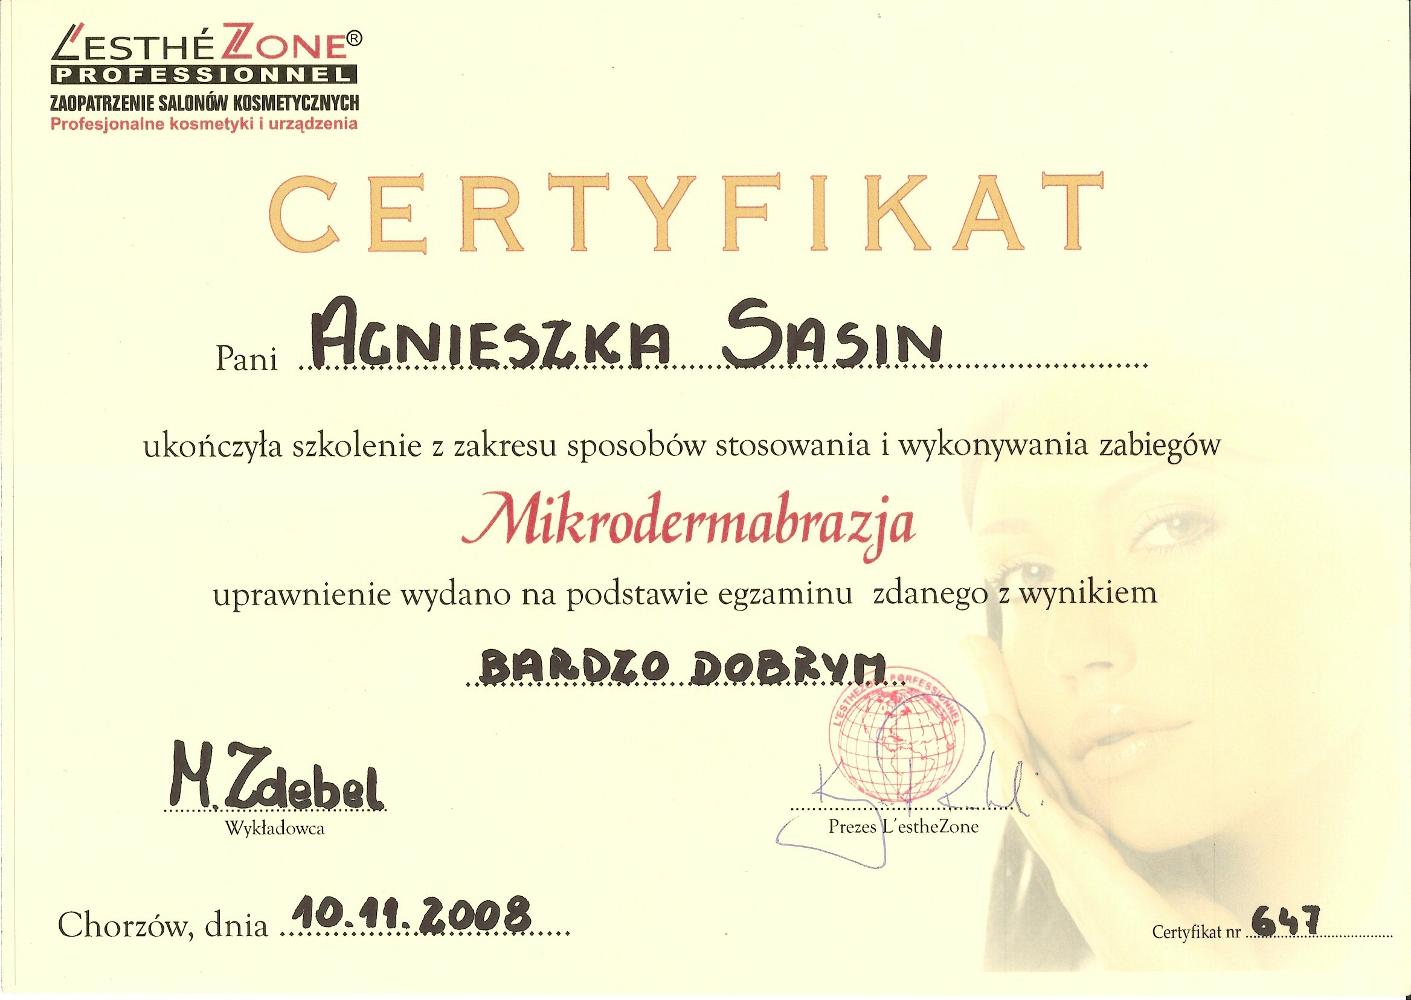 L'ESTHÉ ZONE®
PROFESSIONNEL
ZAOPATRZENIE SALONÓW KOSMETYCZNYCH
Profesjonalne kosmetyki i urządzenia
CERTYFIKAT
Pani AGNIESZKA SASIN
ukończyła szkolenie z zakresu sposobów stosowania i wykonywania zabiegów
Mikrodermabrazja
uprawnienie wydano na podstawie egzaminu zdanego z wynikiem
BARDZO DOBRYM
L'ESTHEZONE PORFESSIONNEL
M. Zdebel
Wykładowca
Prezes L'estheZone
Chorzów, dnia 10.11.2008
Certyfikat nr 647